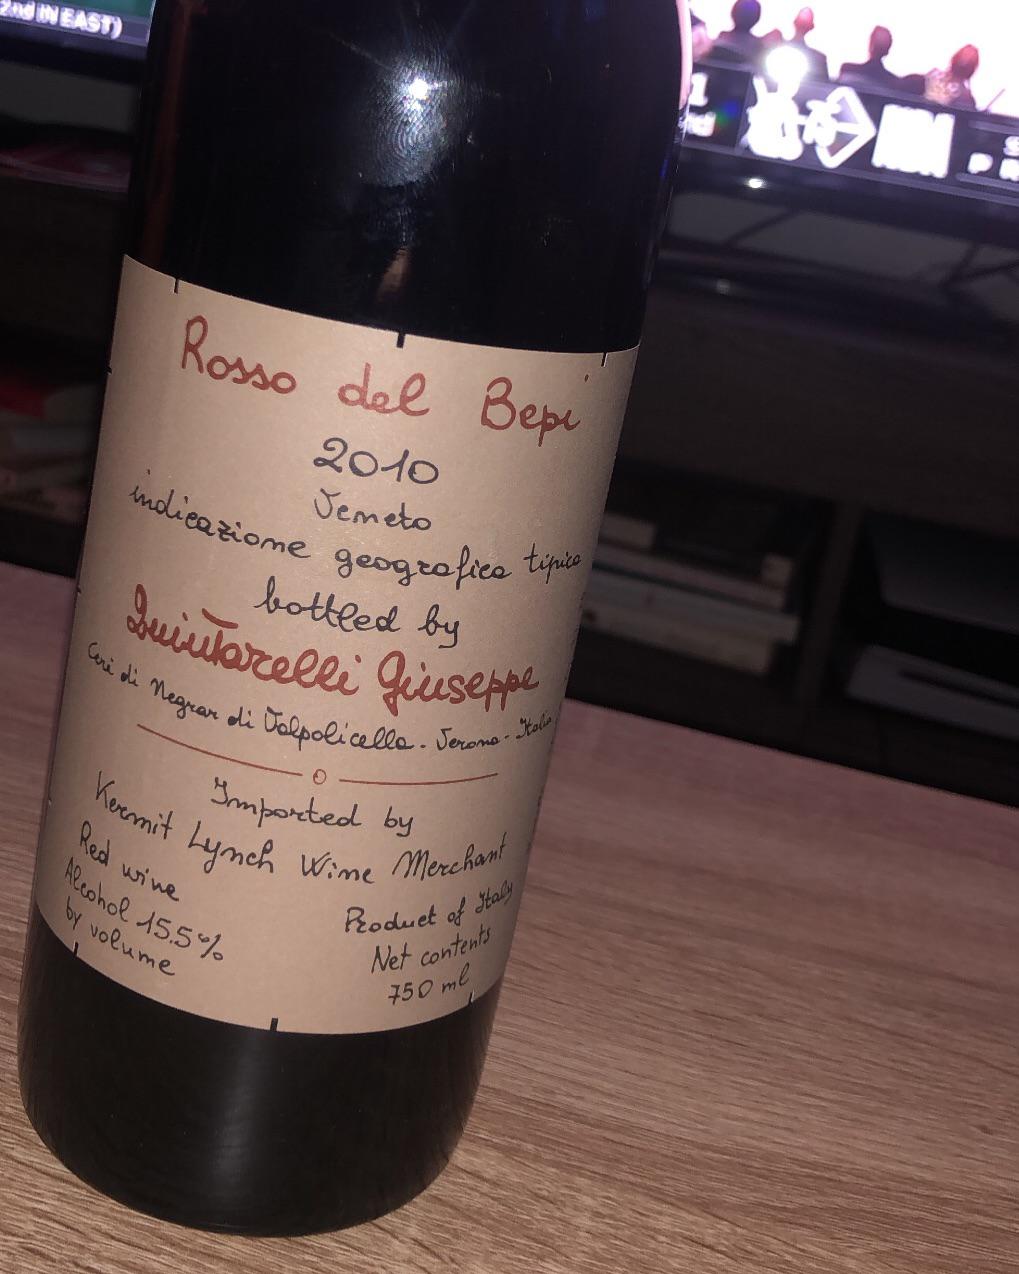 2nd IN EAST)
Rosso del Bepi
2010
Veneto
indicazione geografica tipica
bottled by
Quintarelli Giuseppe
Cerè di Negrar di Valpolicella - Verona - Italia
Imported by
Kermit Lynch Wine Merchant
Red wine
Alcohol 15.5%
by volume
Product of Italy
Net contents
750 ml